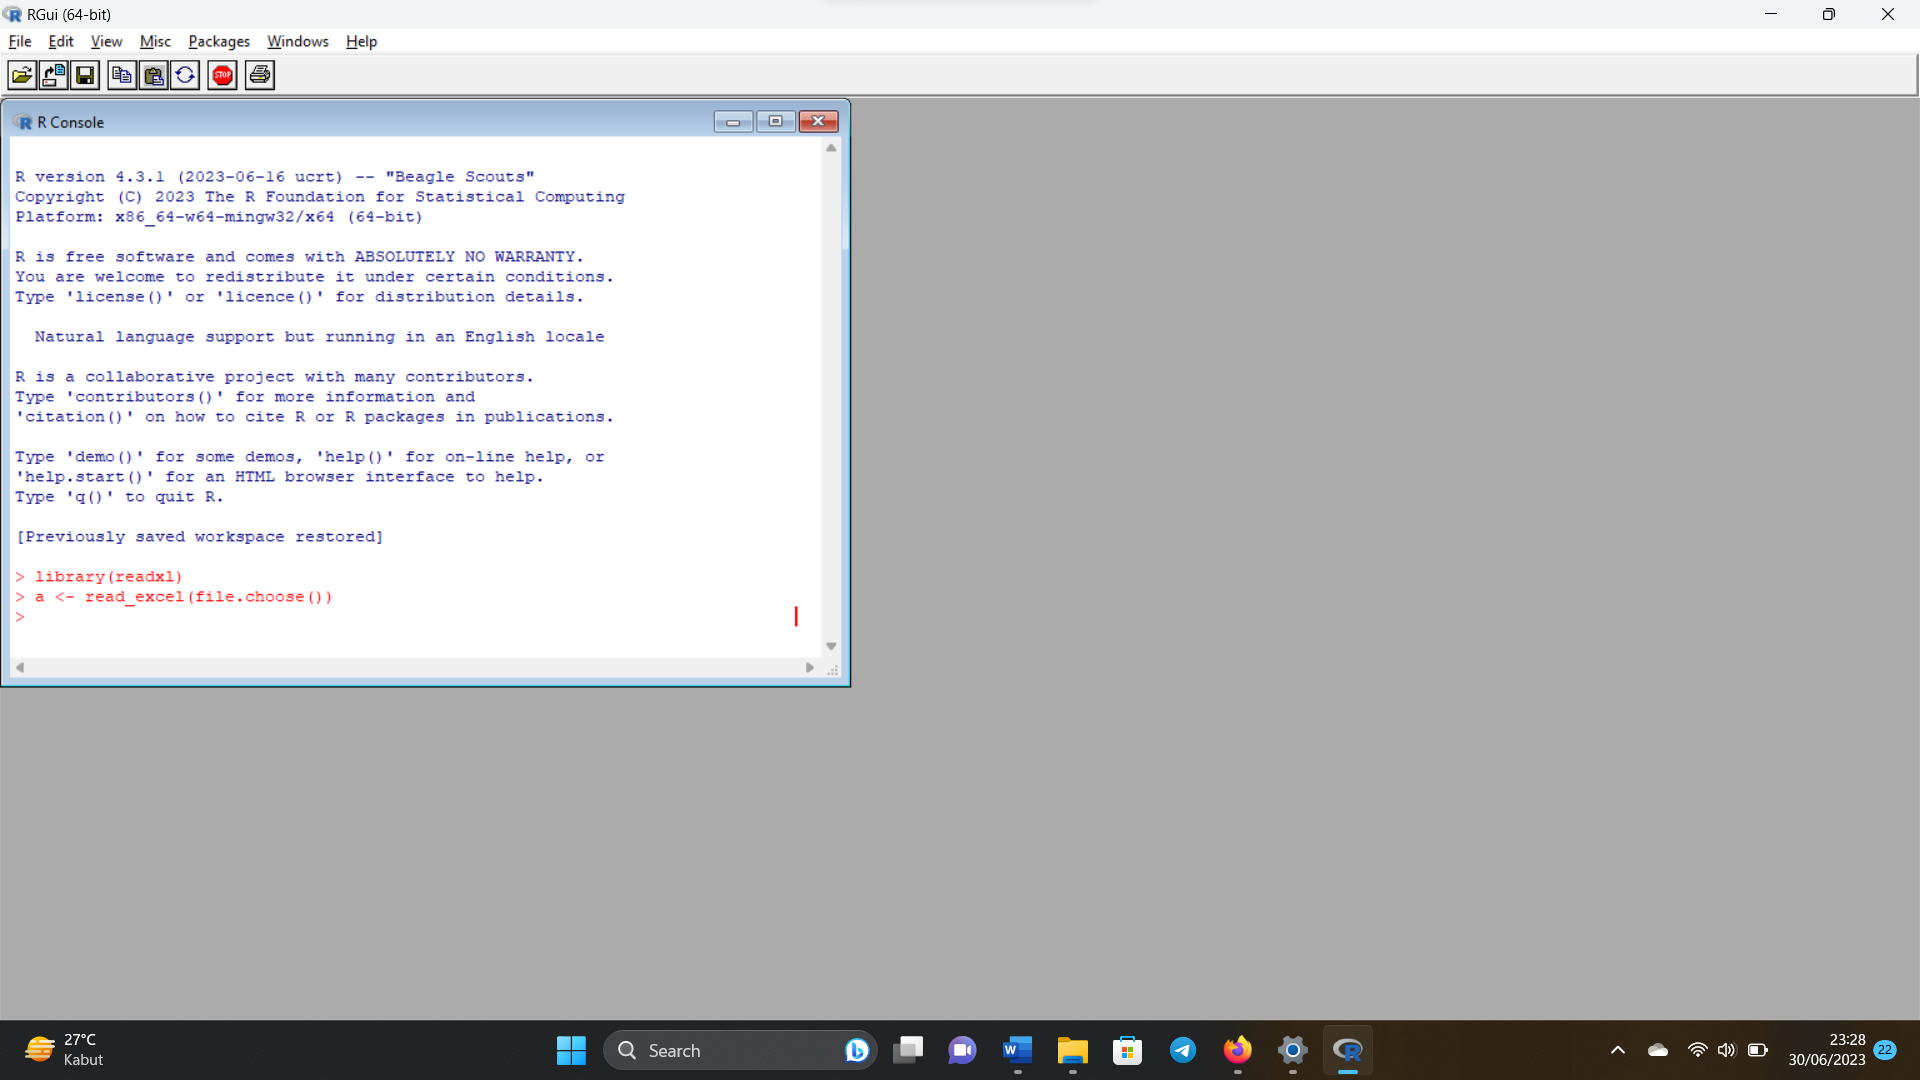 RGui (64-bit)
File Edit View Misc Packages Windows Help
STOP
R Console
R version 4.3.1 (2023-06-16 ucrt) -- "Beagle Scouts"
Copyright (C) 2023 The R Foundation for Statistical Computing
Platform: x86_64-w64-mingw32/x64 (64-bit)
R is free software and comes with ABSOLUTELY NO WARRANTY.
You are welcome to redistribute it under certain conditions.
Type 'license()' or 'licence()' for distribution details.
Natural language support but running in an English locale
R is a collaborative project with many contributors.
Type 'contributors()' for more information and
'citation()' on how to cite R or R packages in publications.
Type 'demo()' for some demos, 'help()' for on-line help, or
'help.start()' for an HTML browser interface to help.
Type 'q()' to quit R.
[Previously saved workspace restored]
> library(readxl)
> a <- read_excel(file.choose())
>
27°C
Kabut
Search
23:28
30/06/2023
22